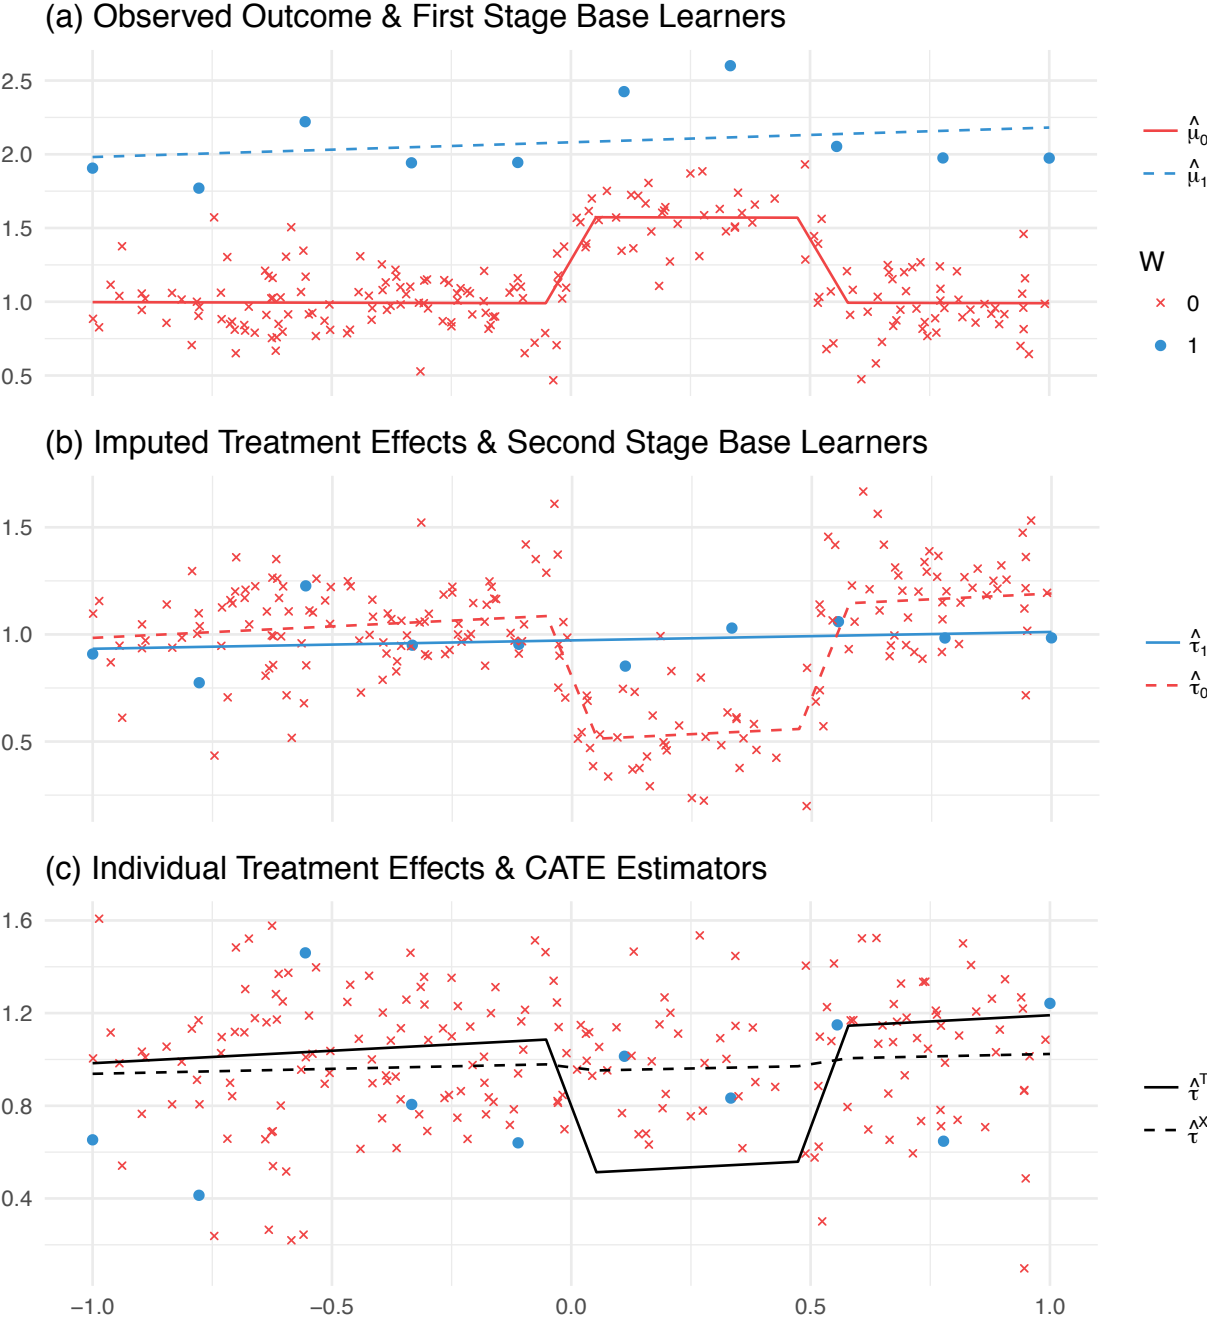 (a) Observed Outcome & First Stage Base Learners
2.5
2.0
1.5
1.0
0.5
μ̂₀
μ̂₁
W
0
1
(b) Imputed Treatment Effects & Second Stage Base Learners
1.5
1.0
0.5
τ̂₁
τ̂₀
(c) Individual Treatment Effects & CATE Estimators
1.6
1.2
0.8
0.4
τ̂ᵀ
τ̂ˣ
−1.0 −0.5 0.0 0.5 1.0